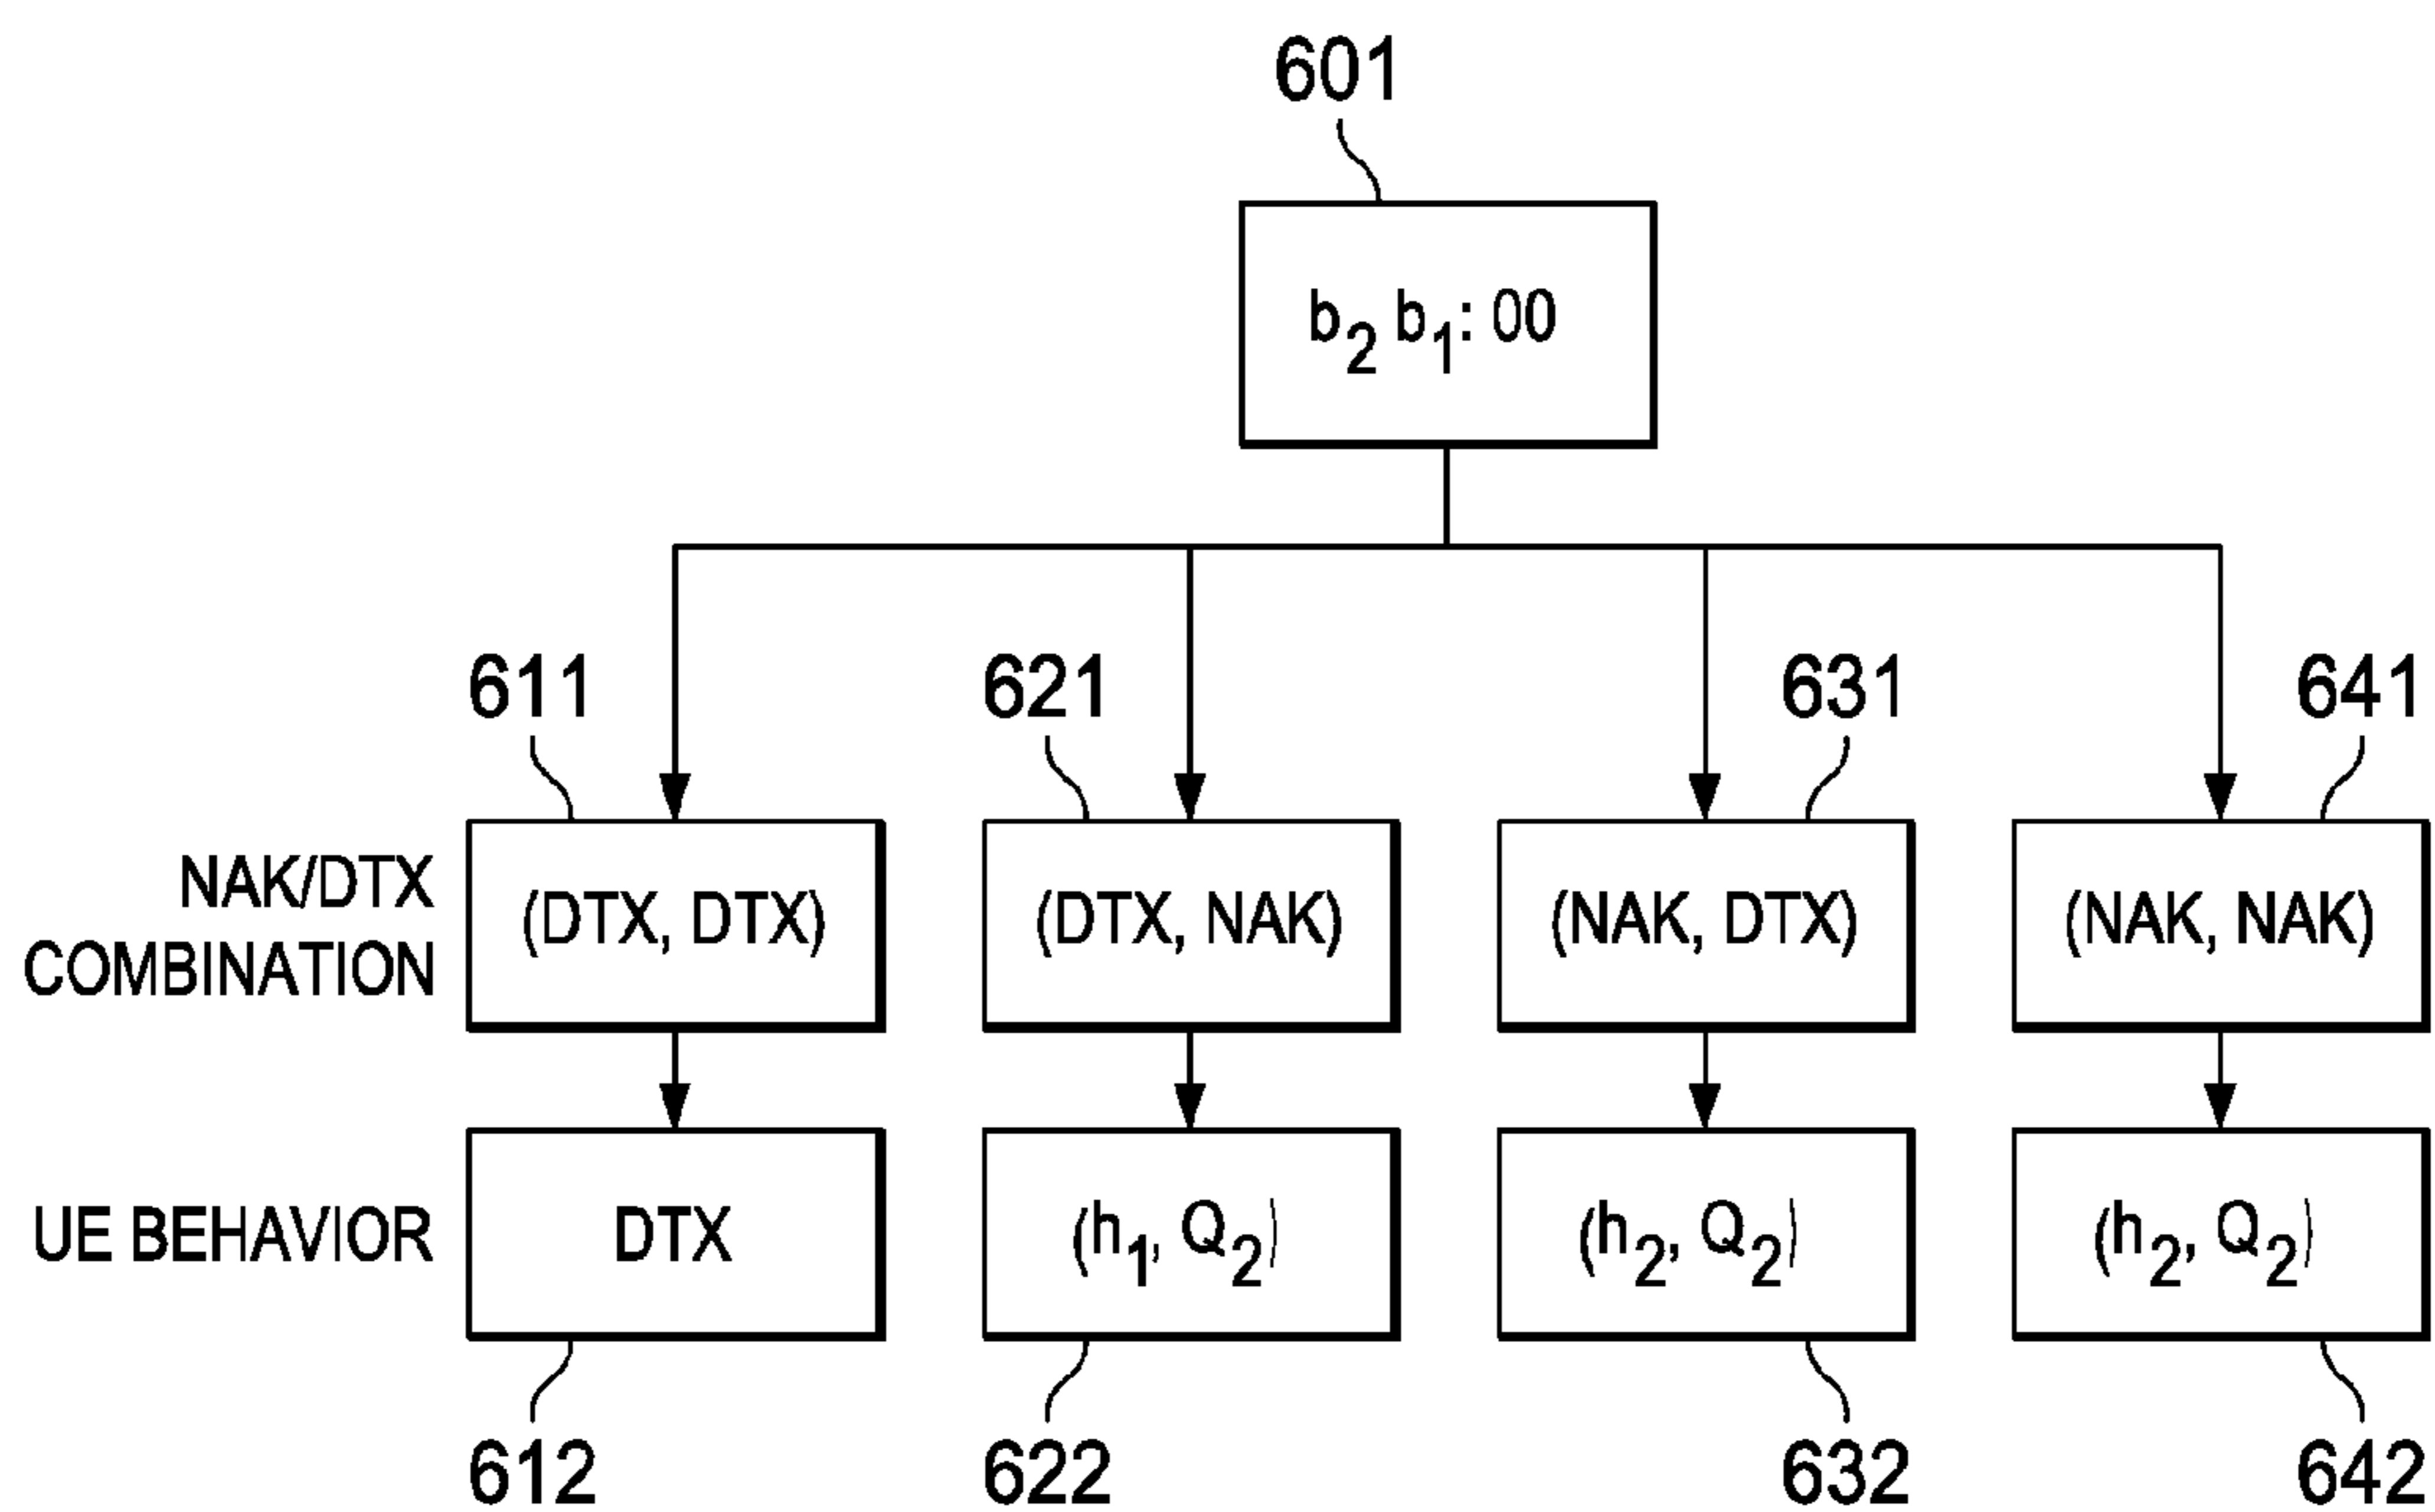 601
b₂ b₁: 00
611 621 631 641
NAK/DTX
COMBINATION
(DTX, DTX) (DTX, NAK) (NAK, DTX) (NAK, NAK)
UE BEHAVIOR
DTX (h₁, Q₂) (h₂, Q₂) (h₂, Q₂)
612 622 632 642